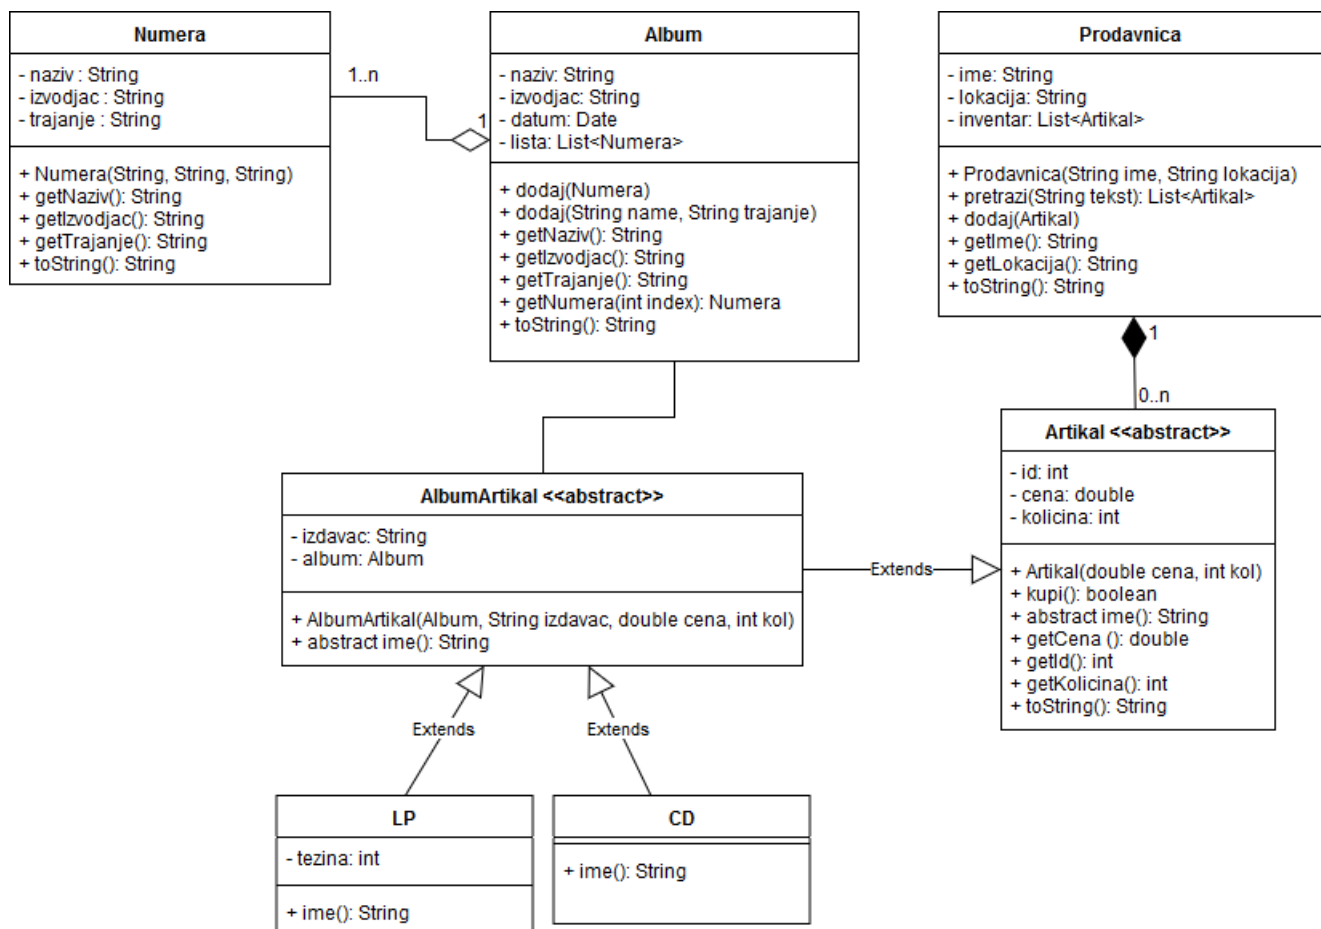 Numera
- naziv : String
- izvodjac : String
- trajanje : String
+ Numera(String, String, String)
+ getNaziv(): String
+ getIzvodjac(): String
+ getTrajanje(): String
+ toString(): String
1..n
1
Album
- naziv: String
- izvodjac: String
- datum: Date
- lista: List<Numera>
+ dodaj(Numera)
+ dodaj(String name, String trajanje)
+ getNaziv(): String
+ getIzvodjac(): String
+ getTrajanje(): String
+ getNumera(int index): Numera
+ toString(): String
Prodavnica
- ime: String
- lokacija: String
- inventar: List<Artikal>
+ Prodavnica(String ime, String lokacija)
+ pretrazi(String tekst): List<Artikal>
+ dodaj(Artikal)
+ getIme(): String
+ getLokacija(): String
+ toString(): String
1
0..n
AlbumArtikal <<abstract>>
- izdavac: String
- album: Album
+ AlbumArtikal(Album, String izdavac, double cena, int kol)
+ abstract ime(): String
Extends
Artikal <<abstract>>
- id: int
- cena: double
- kolicina: int
+ Artikal(double cena, int kol)
+ kupi(): boolean
+ abstract ime(): String
+ getCena (): double
+ getId(): int
+ getKolicina(): int
+ toString(): String
Extends
Extends
LP
- tezina: int
+ ime(): String
CD
+ ime(): String